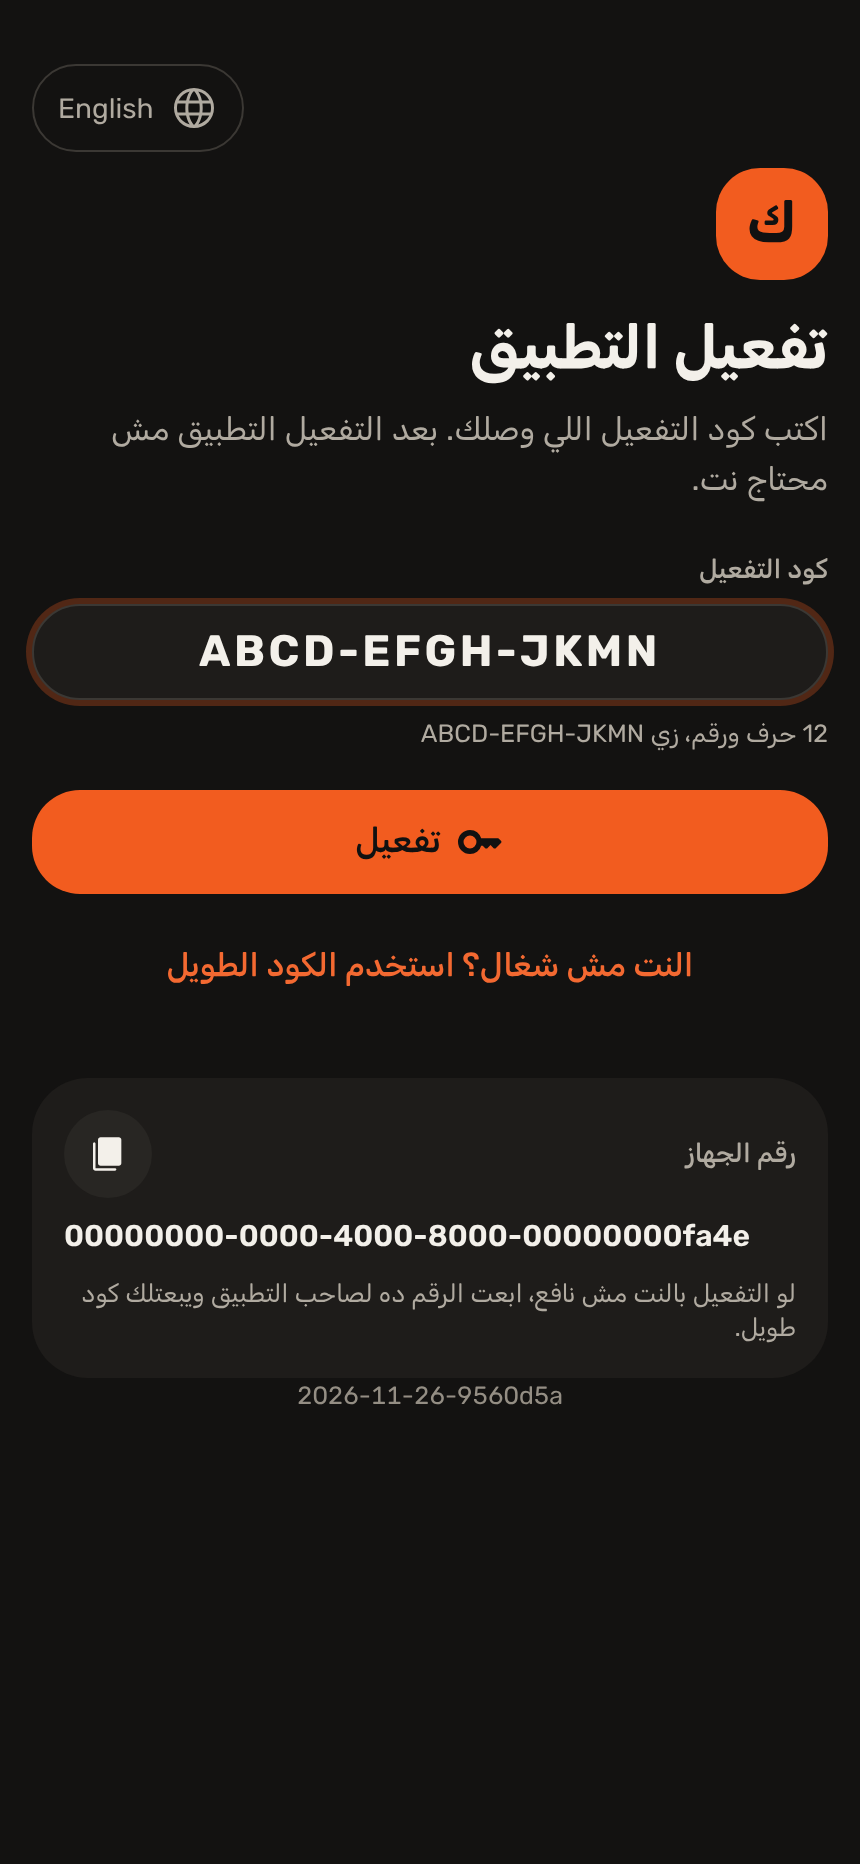 English
ك
تفعيل التطبيق
اكتب كود التفعيل اللي وصلك. بعد التفعيل التطبيق مش
محتاج نت.
كود التفعيل
ABCD-EFGH-JKMN
12 حرف ورقم، زي ABCD-EFGH-JKMN
تفعيل
النت مش شغال؟ استخدم الكود الطويل
رقم الجهاز
00000000-0000-4000-8000-00000000fa4e
لو التفعيل بالنت مش نافع، ابعت الرقم ده لصاحب التطبيق ويبعتلك كود
طويل.
2026-11-26-9560d5a